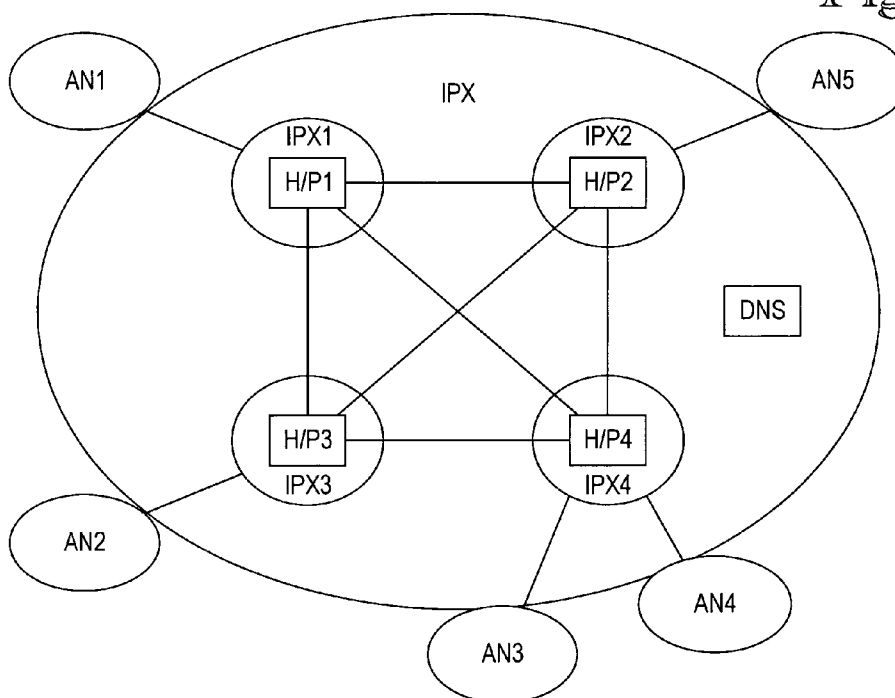 AN1
IPX
AN5
IPX1
IPX2
H/P1
H/P2
DNS
H/P3
H/P4
IPX3
IPX4
AN2
AN4
AN3